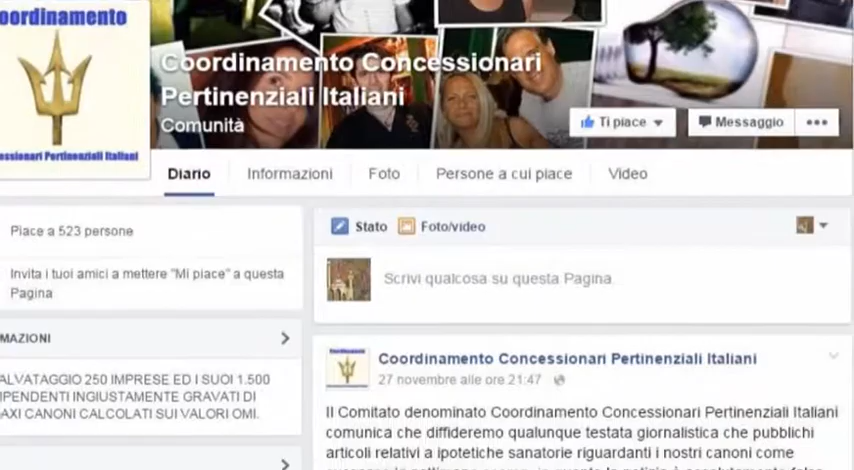 oordinamento
Coordinamento
Concessionari Pertinenziali Italiani
Coordinamento Concessionari
Pertinenziali Italiani
Comunità
Ti piace
Messaggio
Diario
Informazioni
Foto
Persone a cui piace
Video
Piace a 523 persone
Invita i tuoi amici a mettere "Mi piace" a questa
Pagina
MAZIONI
ALVATAGGIO 250 IMPRESE ED I SUOI 1.500
IPENDENTI INGIUSTAMENTE GRAVATI DI
AXI CANONI CALCOLATI SUI VALORI OMI.
Stato
Foto/video
Scrivi qualcosa su questa Pagina
Coordinamento Concessionari Pertinenziali Italiani
27 novembre alle ore 21:47
Il Comitato denominato Coordinamento Concessionari Pertinenziali Italiani
comunica che diffideremo qualunque testata giornalistica che pubblichi
articoli relativi a ipotetiche sanatorie riguardanti i nostri canoni come